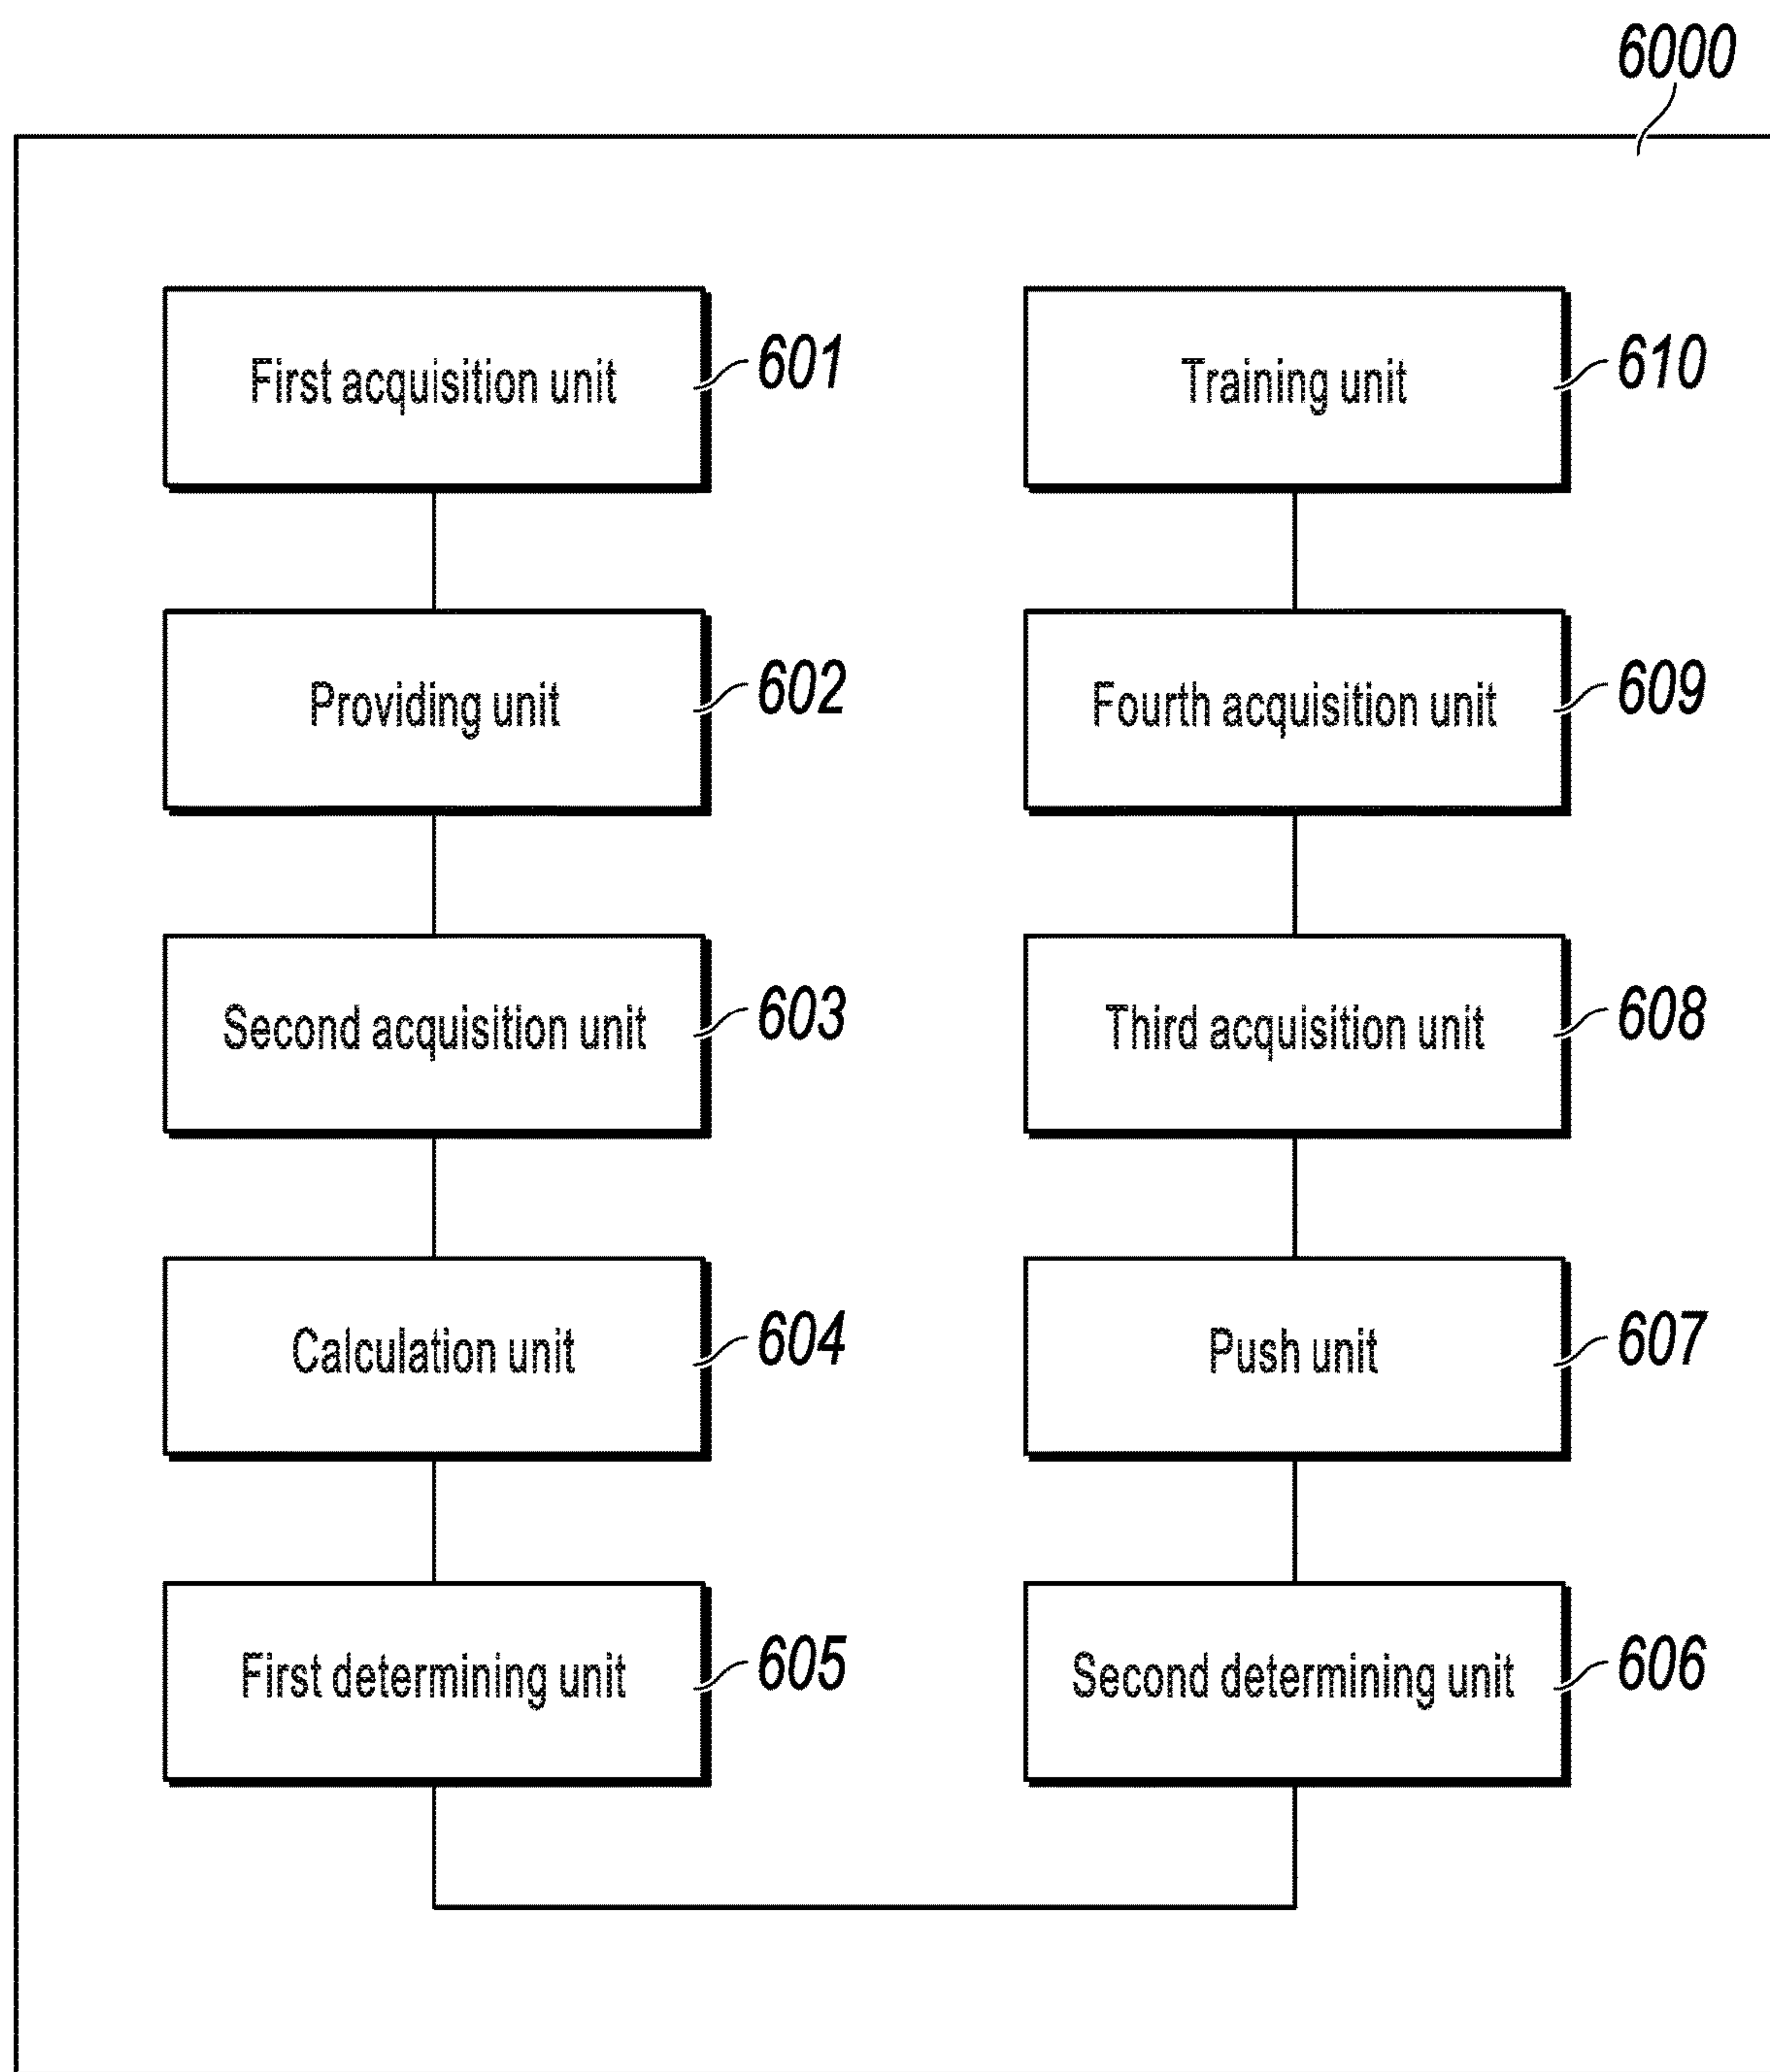 6000
First acquisition unit
601
Training unit
610
Providing unit
602
Fourth acquisition unit
609
Second acquisition unit
603
Third acquisition unit
608
Calculation unit
604
Push unit
607
First determining unit
605
Second determining unit
606